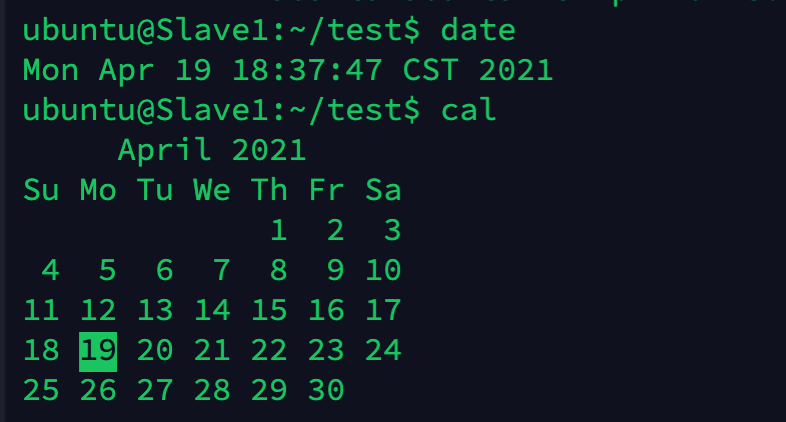 ubuntu@Slave1:~/test$ date
Mon Apr 19 18:37:47 CST 2021
ubuntu@Slave1:~/test$ cal
     April 2021
Su Mo Tu We Th Fr Sa
             1  2  3
 4  5  6  7  8  9 10
11 12 13 14 15 16 17
18 19 20 21 22 23 24
25 26 27 28 29 30